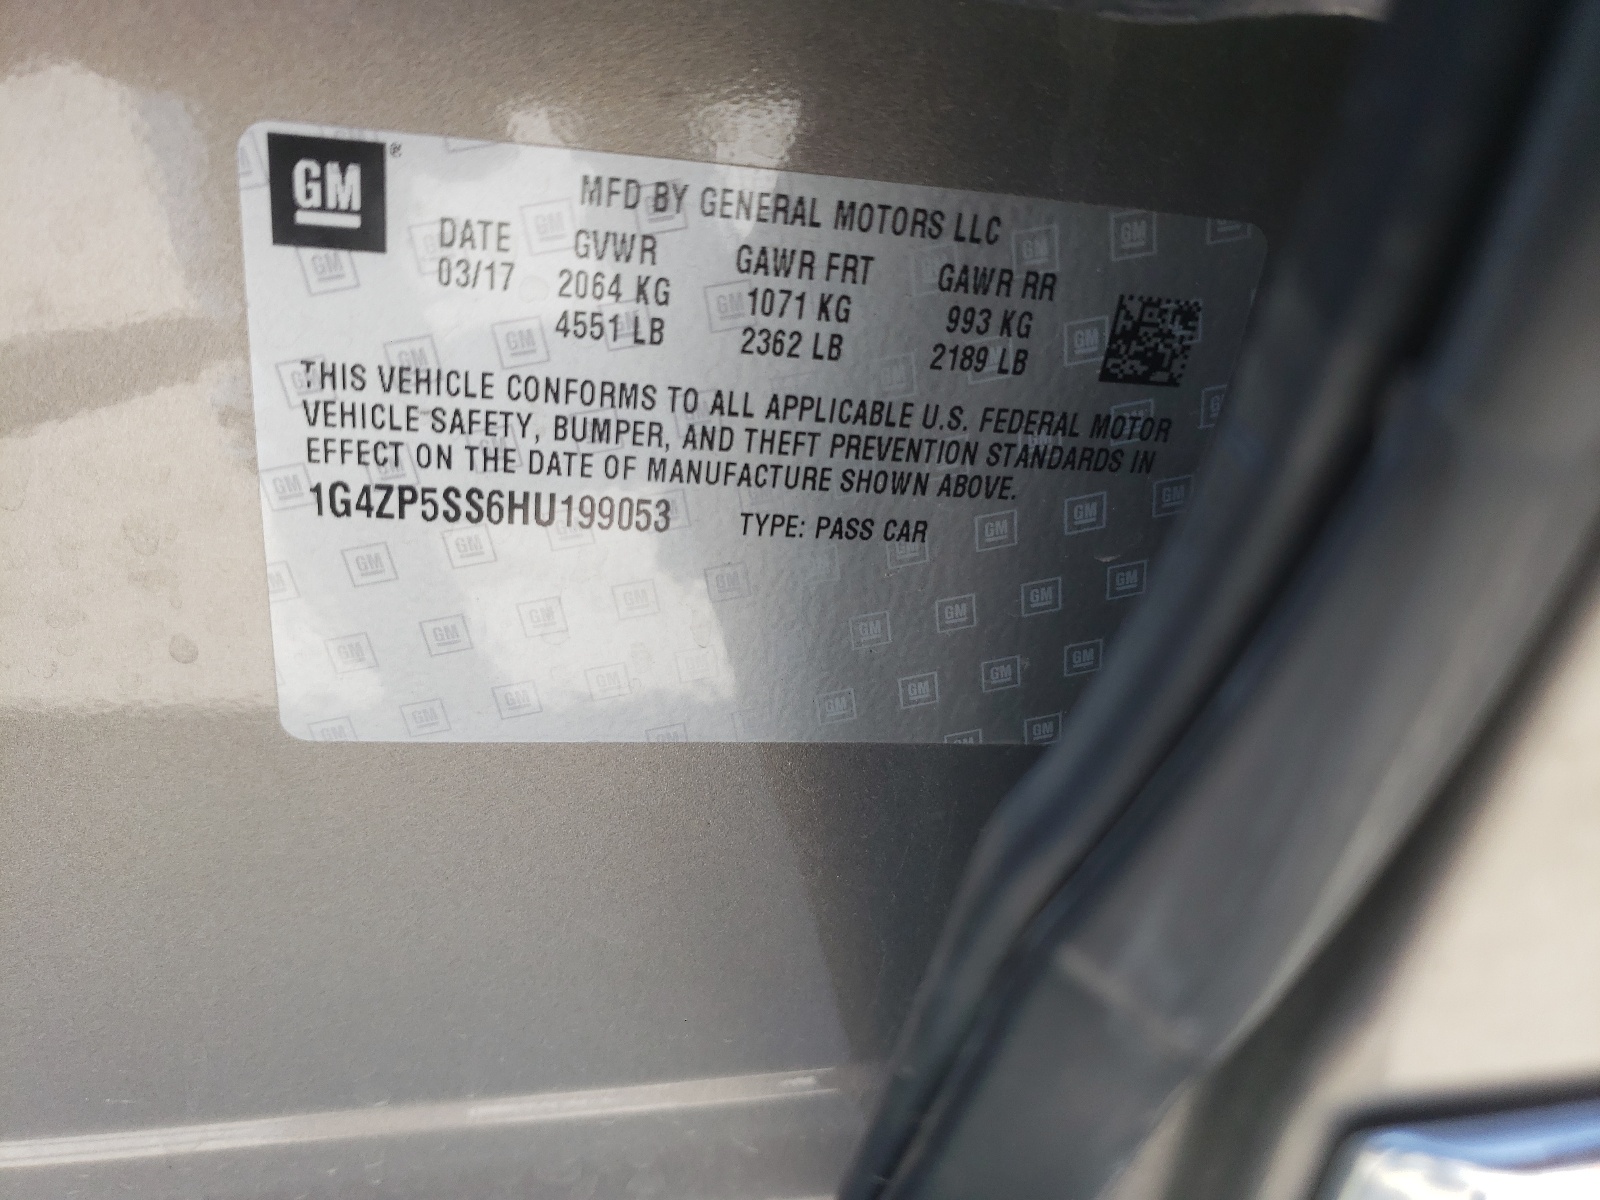 GM®
MFD BY GENERAL MOTORS LLC
DATE GVWR GAWR FRT GAWR RR
03/17 2064 KG 1071 KG 993 KG
4551 LB 2362 LB 2189 LB
THIS VEHICLE CONFORMS TO ALL APPLICABLE U.S. FEDERAL MOTOR
VEHICLE SAFETY, BUMPER, AND THEFT PREVENTION STANDARDS IN
EFFECT ON THE DATE OF MANUFACTURE SHOWN ABOVE.
1G4ZP5SS6HU199053 TYPE: PASS CAR